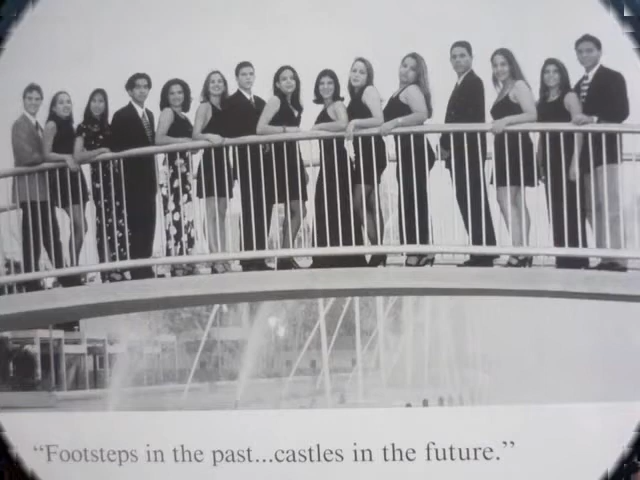 “Footsteps in the past...castles in the future.”